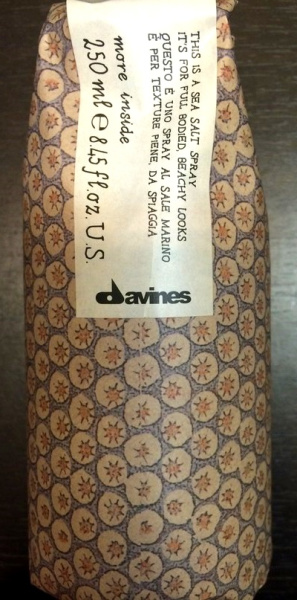 THIS IS A SEA SALT SPRAY
IT'S FOR FULL BODIED, BEACHY LOOKS
QUESTO È UNO SPRAY AL SALE MARINO
È PER TEXTURE PIENE, DA SPIAGGIA
more inside
250 ml ℮ 8.45 fl.oz. U.S.
davines